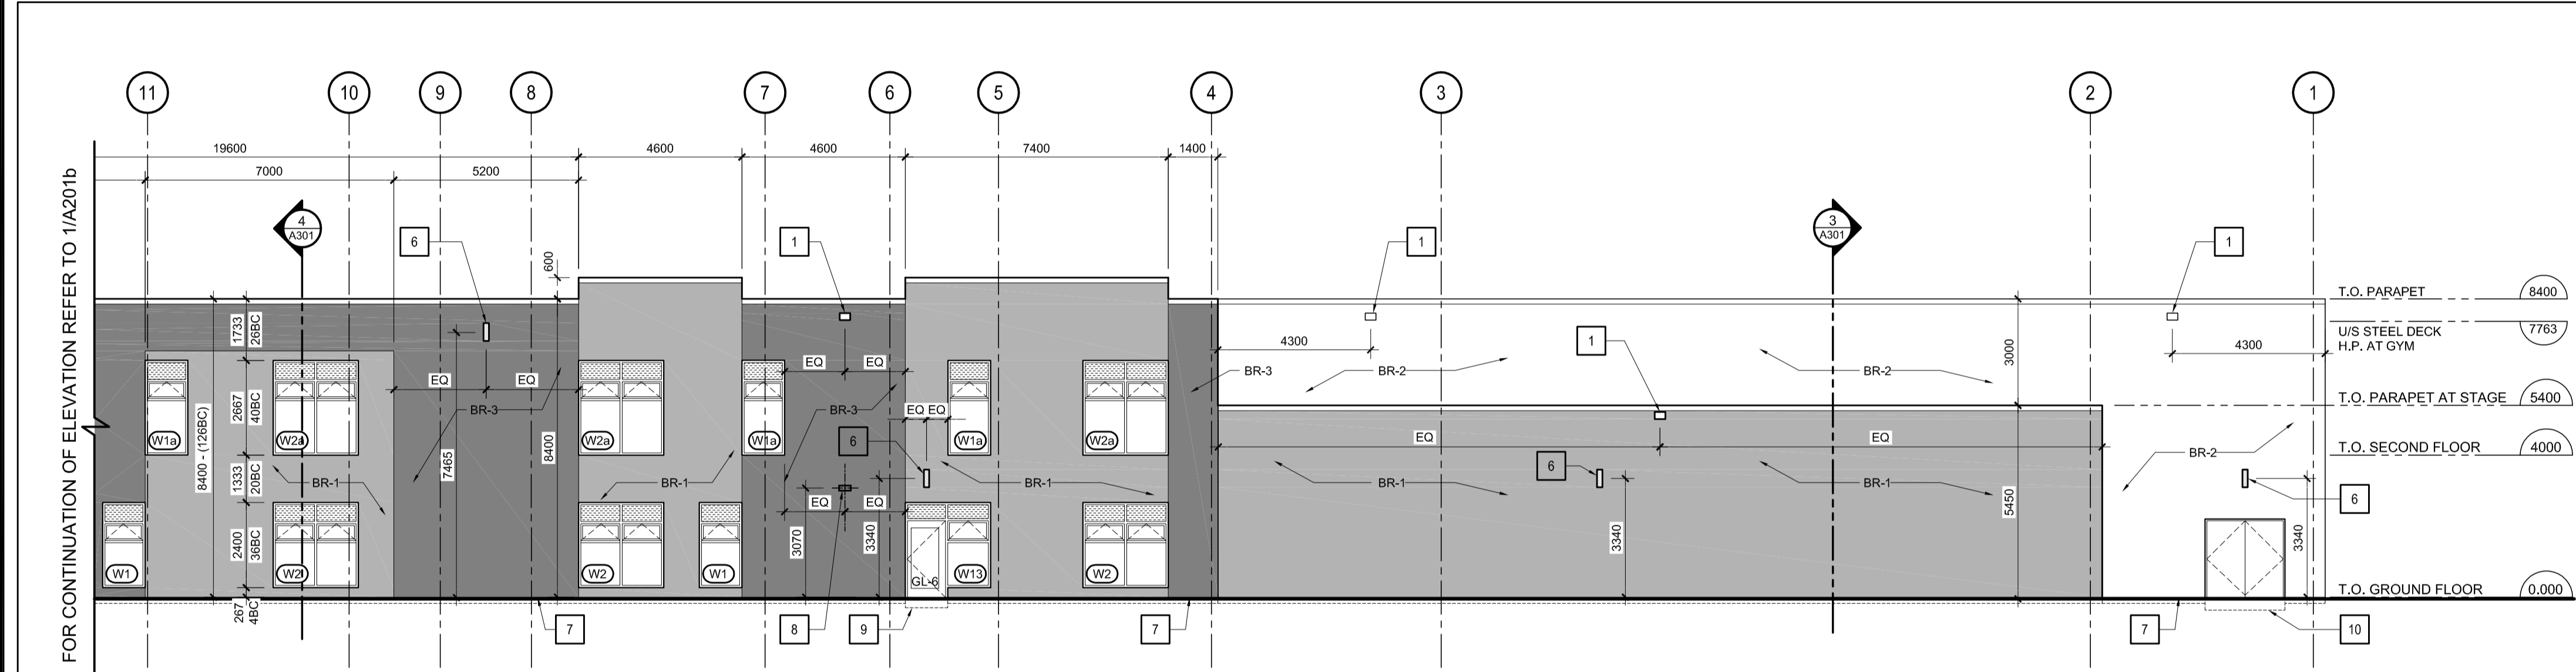 11 10 9 8 7 6 5 4 3 2 1
19600 4600 4600 7400 1400
7000 5200
FOR CONTINUATION OF ELEVATION REFER TO 1/A201b
4
A301
3
A301
6 1 1 1
600
T.O. PARAPET 8400
U/S STEEL DECK
H.P. AT GYM
7763
4300 4300
1733
26BC
3000
1
EQ EQ EQ EQ
BR-3 BR-2 BR-2
T.O. PARAPET AT STAGE 5400
2667
40BC
8400 - (126BC)
BR-3 BR-3
EQ EQ
W1a W2a W2a W1a 6 W1a W2a
EQ EQ
T.O. SECOND FLOOR 4000
BR-2
7465
8400
6
1333
20BC
BR-1 BR-1 BR-1 BR-1 BR-1
EQ EQ
5450
6
2400
36BC
3070
3340
3340
3340
W1 W2 W2 W1 GL-6 W13 W2
T.O. GROUND FLOOR 0.000
267
4BC
7 8 9 7 7 10